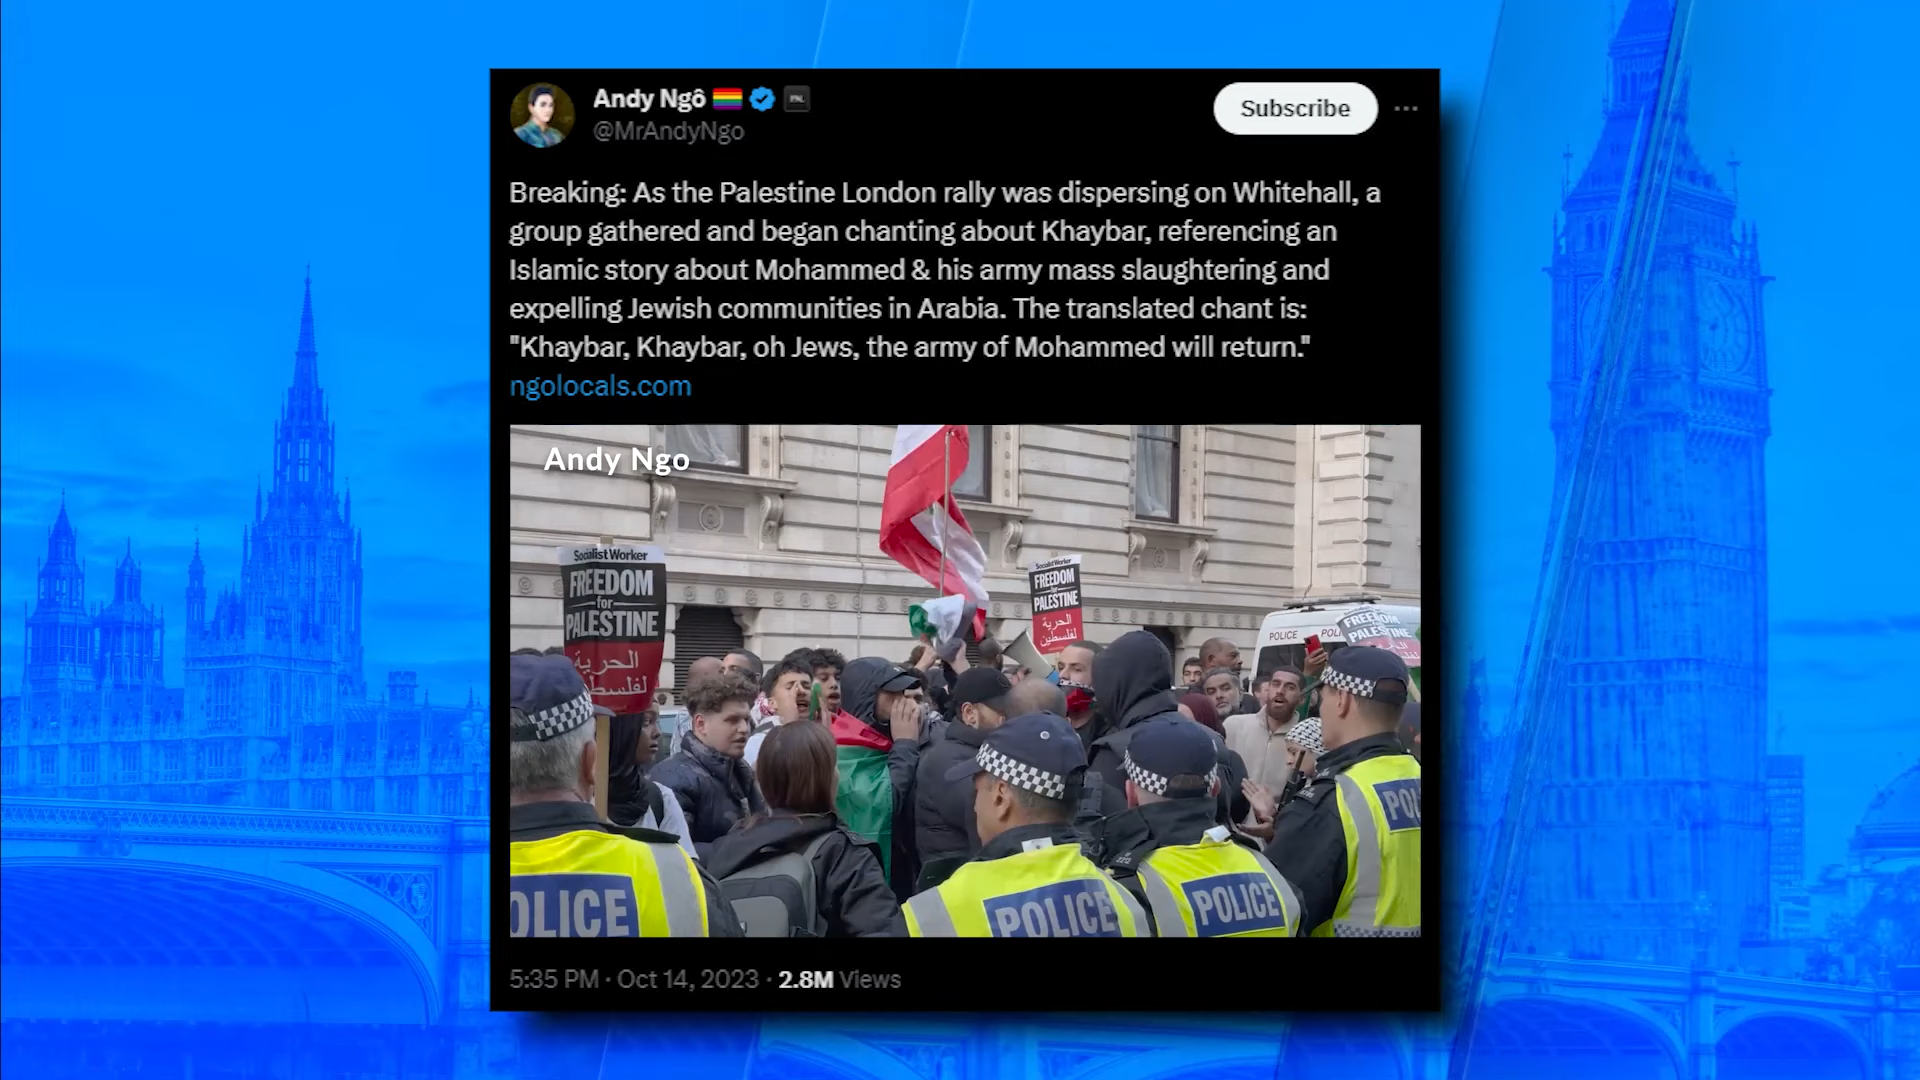 Andy Ngô
@MrAndyNgo
Subscribe
Breaking: As the Palestine London rally was dispersing on Whitehall, a
group gathered and began chanting about Khaybar, referencing an
Islamic story about Mohammed & his army mass slaughtering and
expelling Jewish communities in Arabia. The translated chant is:
"Khaybar, Khaybar, oh Jews, the army of Mohammed will return."
ngolocals.com
Andy Ngo
Socialist Worker
FREEDOM
for
PALESTINE
الحرية
لفلسطين
Socialist Worker
FREEDOM
for
PALESTINE
الحرية
لفلسطين
POLICE
POLI
FREEDOM
for
PALESTINE
OLICE
POLICE
POLICE
POL
5:35 PM · Oct 14, 2023 · 2.8M Views